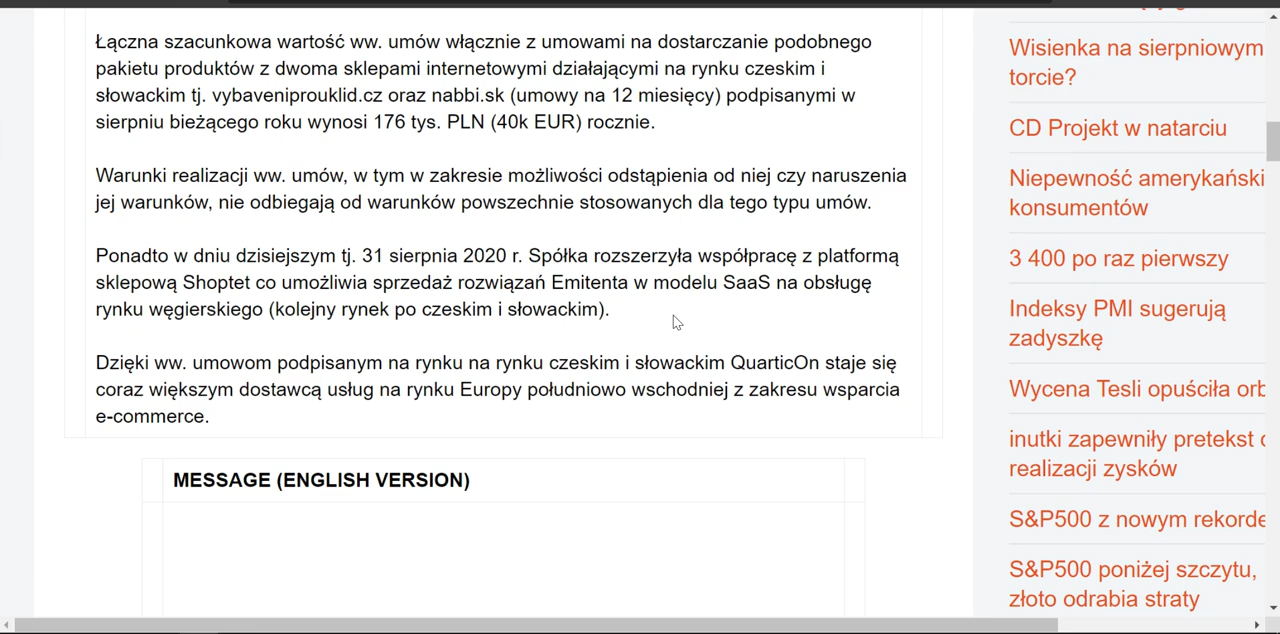 Łączna szacunkowa wartość ww. umów włącznie z umowami na dostarczanie podobnego
pakietu produktów z dwoma sklepami internetowymi działającymi na rynku czeskim i
słowackim tj. vybaveniprouklid.cz oraz nabbi.sk (umowy na 12 miesięcy) podpisanymi w
sierpniu bieżącego roku wynosi 176 tys. PLN (40k EUR) rocznie.
Warunki realizacji ww. umów, w tym w zakresie możliwości odstąpienia od niej czy naruszenia
jej warunków, nie odbiegają od warunków powszechnie stosowanych dla tego typu umów.
Ponadto w dniu dzisiejszym tj. 31 sierpnia 2020 r. Spółka rozszerzyła współpracę z platformą
sklepową Shoptet co umożliwia sprzedaż rozwiązań Emitenta w modelu SaaS na obsługę
rynku węgierskiego (kolejny rynek po czeskim i słowackim).
Dzięki ww. umowom podpisanym na rynku na rynku czeskim i słowackim QuarticOn staje się
coraz większym dostawcą usług na rynku Europy południowo wschodniej z zakresu wsparcia
e-commerce.
MESSAGE (ENGLISH VERSION)
Wisienka na sierpniowym
torcie?
CD Projekt w natarciu
Niepewność amerykański
konsumentów
3 400 po raz pierwszy
Indeksy PMI sugerują
zadyszkę
Wycena Tesli opuściła orb
inutki zapewniły pretekst
realizacji zysków
S&P500 z nowym rekorde
S&P500 poniżej szczytu,
złoto odrabia straty